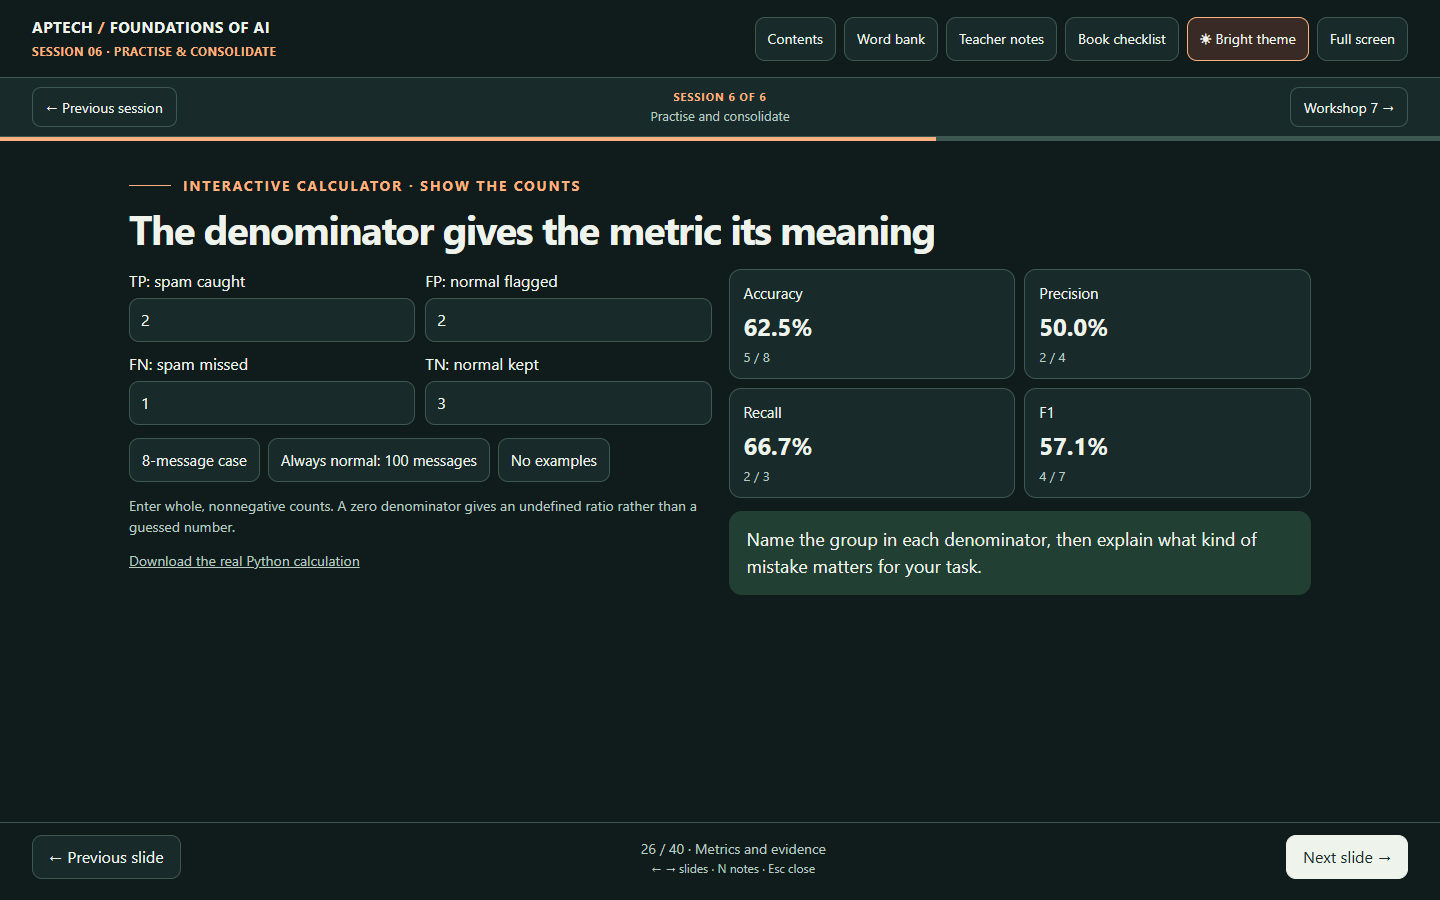 APTECH / FOUNDATIONS OF AI
SESSION 06 · PRACTISE & CONSOLIDATE
Contents
Word bank
Teacher notes
Book checklist
☀ Bright theme
Full screen
← Previous session
SESSION 6 OF 6
Practise and consolidate
Workshop 7 →
INTERACTIVE CALCULATOR · SHOW THE COUNTS
The denominator gives the metric its meaning
TP: spam caught
2
FP: normal flagged
2
FN: spam missed
1
TN: normal kept
3
8-message case
Always normal: 100 messages
No examples
Enter whole, nonnegative counts. A zero denominator gives an undefined ratio rather than a
guessed number.
Download the real Python calculation
Accuracy
62.5%
5 / 8
Precision
50.0%
2 / 4
Recall
66.7%
2 / 3
F1
57.1%
4 / 7
Name the group in each denominator, then explain what kind of
mistake matters for your task.
← Previous slide
26 / 40 · Metrics and evidence
← → slides · N notes · Esc close
Next slide →